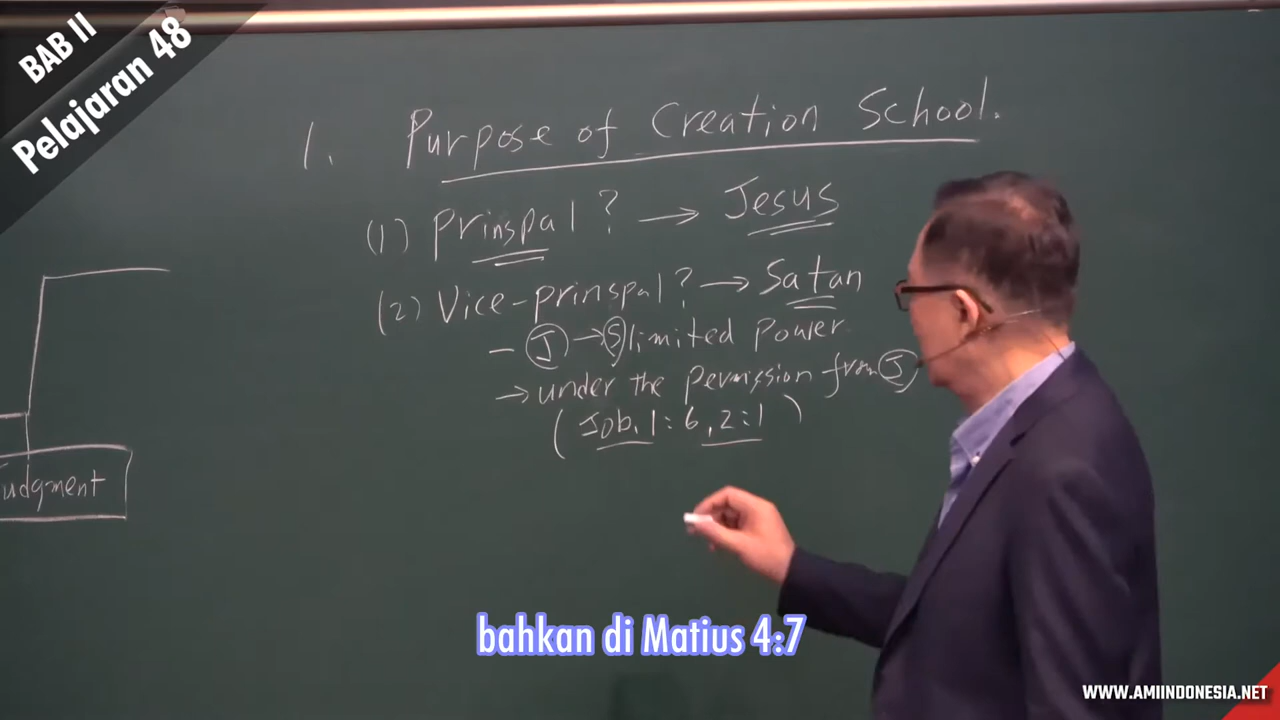 BAB II
Pelajaran 48
1. Purpose of Creation School.
(1) Prinspal? → Jesus
(2) Vice-prinspal? → Satan
- J → S limited power.
→ under the permission from J
(Job, 1:6, 2:1)
Judgment
bahkan di Matius 4:7
WWW.AMIINDONESIA.NET